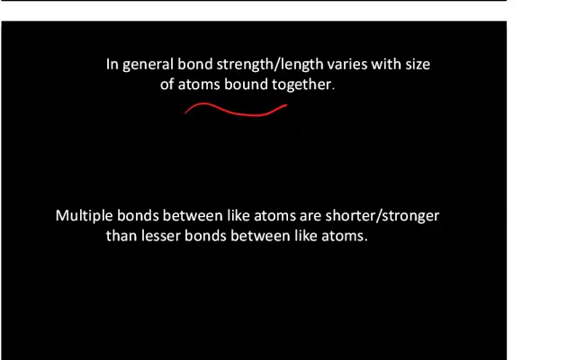 In general bond strength/length varies with size
of atoms bound together.
Multiple bonds between like atoms are shorter/stronger
than lesser bonds between like atoms.